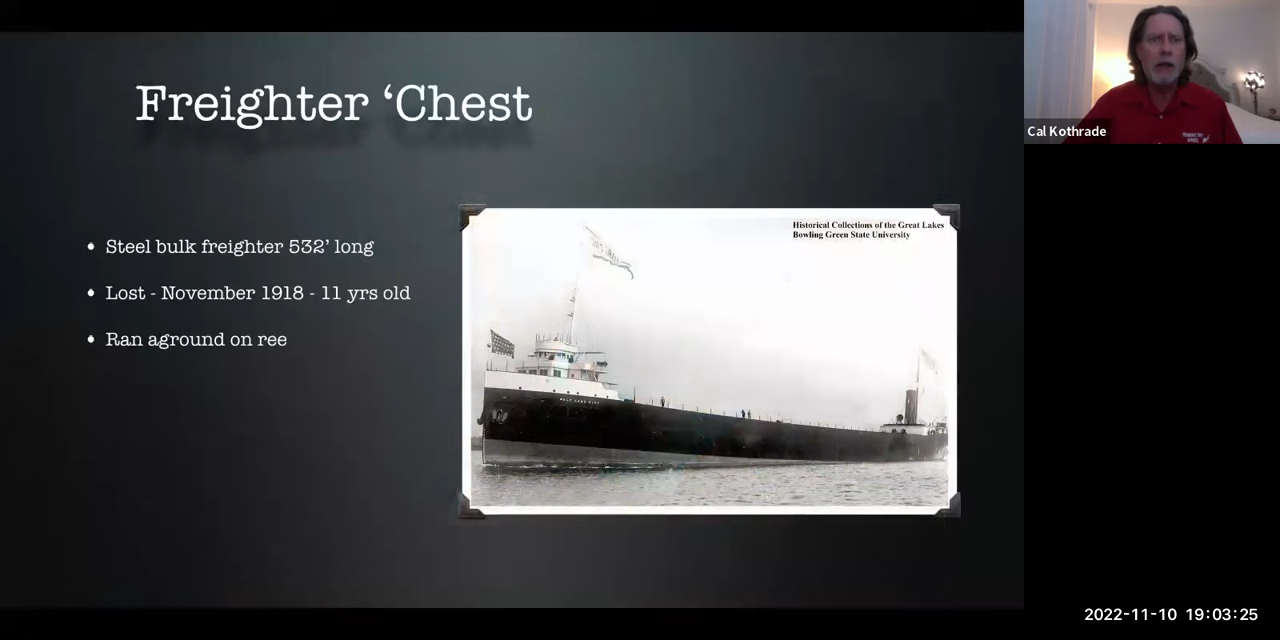 Freighter ‘Chest
• Steel bulk freighter 532’ long
• Lost - November 1918 - 11 yrs old
• Ran aground on ree
Historical Collections of the Great Lakes
Bowling Green State University
Cal Kothrade
2022-11-10 19:03:25